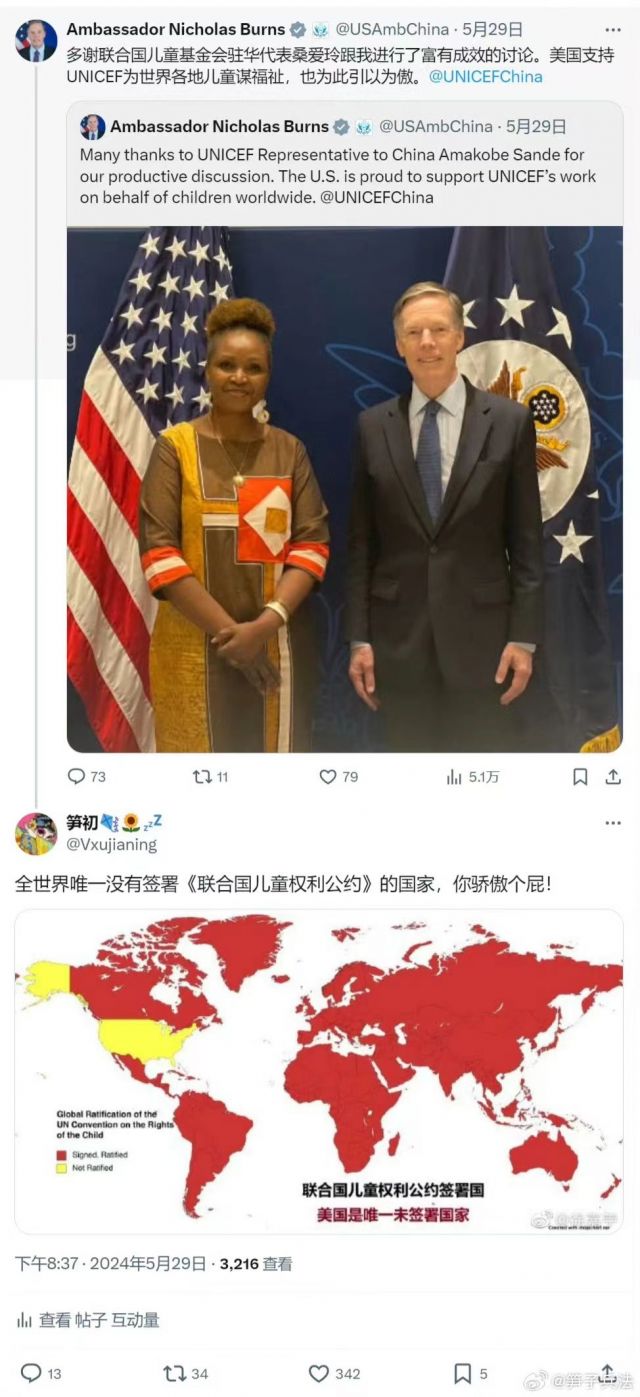 Ambassador Nicholas Burns @USAmbChina · 5月29日
多谢联合国儿童基金会驻华代表桑爱玲跟我进行了富有成效的讨论。美国支持
UNICEF为世界各地儿童谋福祉，也为此引以为傲。@UNICEFChina
Ambassador Nicholas Burns @USAmbChina · 5月29日
Many thanks to UNICEF Representative to China Amakobe Sande for
our productive discussion. The U.S. is proud to support UNICEF's work
on behalf of children worldwide. @UNICEFChina
g
73 11 79 5.1万
笋初
@Vxujianing
全世界唯一没有签署《联合国儿童权利公约》的国家，你骄傲个屁！
Global Ratification of the
UN Convention on the Rights
of the Child
Signed, Ratified
Not Ratified
联合国儿童权利公约签署国
美国是唯一未签署国家
Created with mapchart.net
下午8:37 · 2024年5月29日 · 3,216 查看
查看 帖子 互动量
13 34 342 5